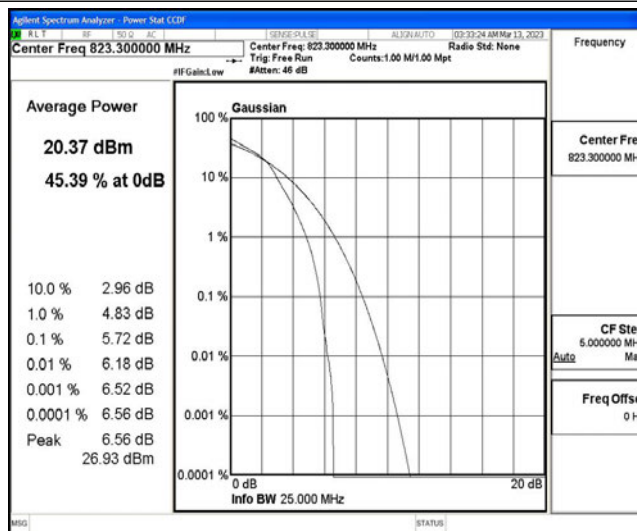 Agilent Spectrum Analyzer - Power Stat CCDF
RLT RF 50 Ω AC SENSE:PULSE ALIGN AUTO 03:33:24 AM Mar 13, 2023
Center Freq 823.300000 MHz
Center Freq: 823.300000 MHz
Radio Std: None
Trig: Free Run
Counts:1.00 M/1.00 Mpt
#IFGain:Low
#Atten: 46 dB
Frequency
Average Power
20.37 dBm
45.39 % at 0dB
10.0 % 2.96 dB
1.0 % 4.83 dB
0.1 % 5.72 dB
0.01 % 6.18 dB
0.001 % 6.52 dB
0.0001 % 6.56 dB
Peak 6.56 dB
26.93 dBm
Gaussian
100 %
10 %
1 %
0.1 %
0.01 %
0.001 %
0.0001 %
0 dB
20 dB
Info BW 25.000 MHz
Center Fre
823.300000 MH
CF Ste
5.000000 MH
Auto Ma
Freq Offse
0 H
MSG
STATUS